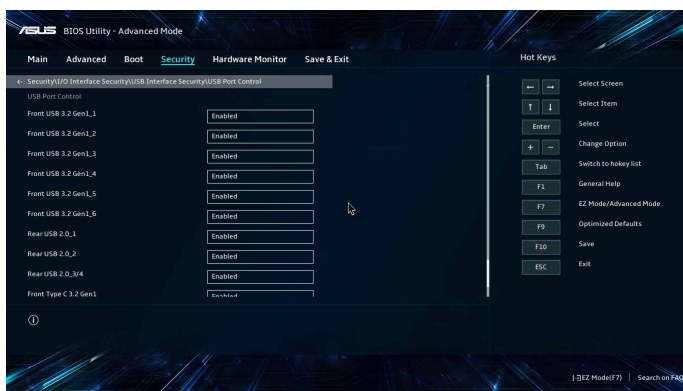 ASUS BIOS Utility - Advanced Mode
Main Advanced Boot Security Hardware Monitor Save & Exit
Hot Keys
← Security\I/O Interface Security\USB Interface Security\USB Port Control
USB Port Control
Front USB 3.2 Gen1_1 Enabled
Front USB 3.2 Gen1_2 Enabled
Front USB 3.2 Gen1_3 Enabled
Front USB 3.2 Gen1_4 Enabled
Front USB 3.2 Gen1_5 Enabled
Front USB 3.2 Gen1_6 Enabled
Rear USB 2.0_1 Enabled
Rear USB 2.0_2 Enabled
Rear USB 2.0_3/4 Enabled
Front Type C 3.2 Gen1 Enabled
← → Select Screen
↑ ↓ Select Item
Enter Select
+ − Change Option
Tab Switch to hokey list
F1 General Help
F7 EZ Mode/Advanced Mode
F9 Optimized Defaults
F10 Save
ESC Exit
EZ Mode(F7) | Search on FAQ